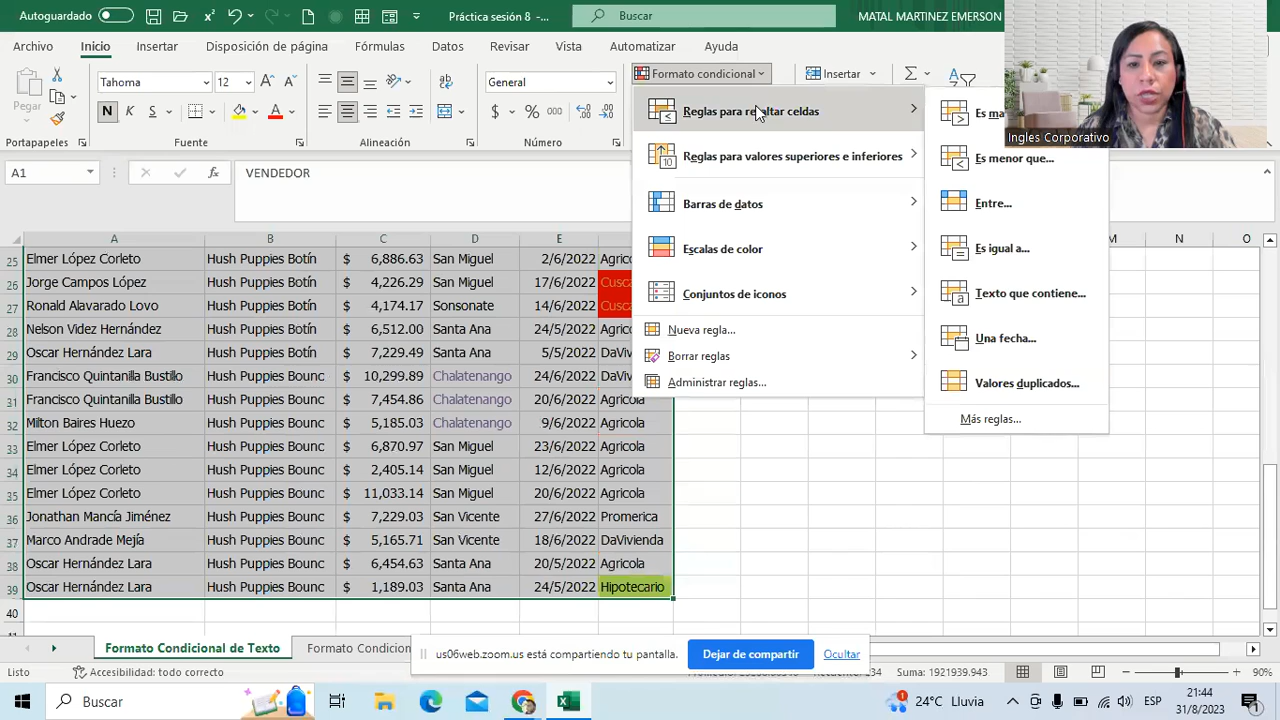 Autoguardado Práctica sesión 8 -... Buscar MATAL MARTINEZ EMERSON
Archivo Inicio Insertar Disposición de página Fórmulas Datos Revisar Vista Automatizar Ayuda
Pegar Tahoma 12 General Formato condicional Insertar
N K S
Portapapeles Fuente Alineación Número
A1 fx VENDEDOR
Reglas para resaltar celdas
Reglas para valores superiores e inferiores
Barras de datos
Escalas de color
Conjuntos de iconos
Nueva regla...
Borrar reglas
Administrar reglas...
Es menor que...
Entre...
Es igual a...
Texto que contiene...
Una fecha...
Valores duplicados...
Más reglas...
Ingles Corporativo
A B C D E M N O
25 Elmer López Corleto Hush Puppies Botín $ 6,886.63 San Miguel 2/6/2022
26 Jorge Campos López Hush Puppies Botín $ 4,226.29 San Miguel 17/6/2022
27 Ronald Alavarado Lovo Hush Puppies Botín $ 4,174.17 Sonsonate 14/6/2022
28 Nelson Videz Hernández Hush Puppies Botín $ 6,512.00 Santa Ana 24/5/2022
29 Oscar Hernández Lara Hush Puppies Botín $ 7,229.49 Santa Ana 5/5/2022
30 Francisco Quintanilla Bustillo Hush Puppies Bounc $ 10,299.89 Chalatenango 24/6/2022
31 Francisco Quintanilla Bustillo Hush Puppies Bounc $ 7,454.86 Chalatenango 24/6/2022 Agricola
32 Milton Baires Huezo Hush Puppies Bounc $ 5,185.03 Chalatenango 9/6/2022 Agricola
33 Elmer López Corleto Hush Puppies Bounc $ 6,870.97 San Miguel 23/6/2022 Agricola
34 Elmer López Corleto Hush Puppies Bounc $ 2,405.14 San Miguel 12/6/2022 Agricola
35 Elmer López Corleto Hush Puppies Bounc $ 11,033.14 San Miguel 20/6/2022 Agricola
36 Jonathan Mancía Jiménez Hush Puppies Bounc $ 7,229.03 San Vicente 27/6/2022 Promerica
37 Marco Andrade Mejía Hush Puppies Bounc $ 5,165.71 San Vicente 18/6/2022 DaVivienda
38 Oscar Hernández Lara Hush Puppies Bounc $ 6,454.63 Santa Ana 20/5/2022 Agricola
39 Oscar Hernández Lara Hush Puppies Bounc $ 1,189.03 Santa Ana 24/5/2022 Hipotecario
40
Formato Condicional de Texto
us06web.zoom.us está compartiendo tu pantalla. Dejar de compartir Ocultar
Listo Accesibilidad: todo correcto Suma: 1921939.943 100%
Buscar 24°C Lluvia ESP 21:44
31/8/2023